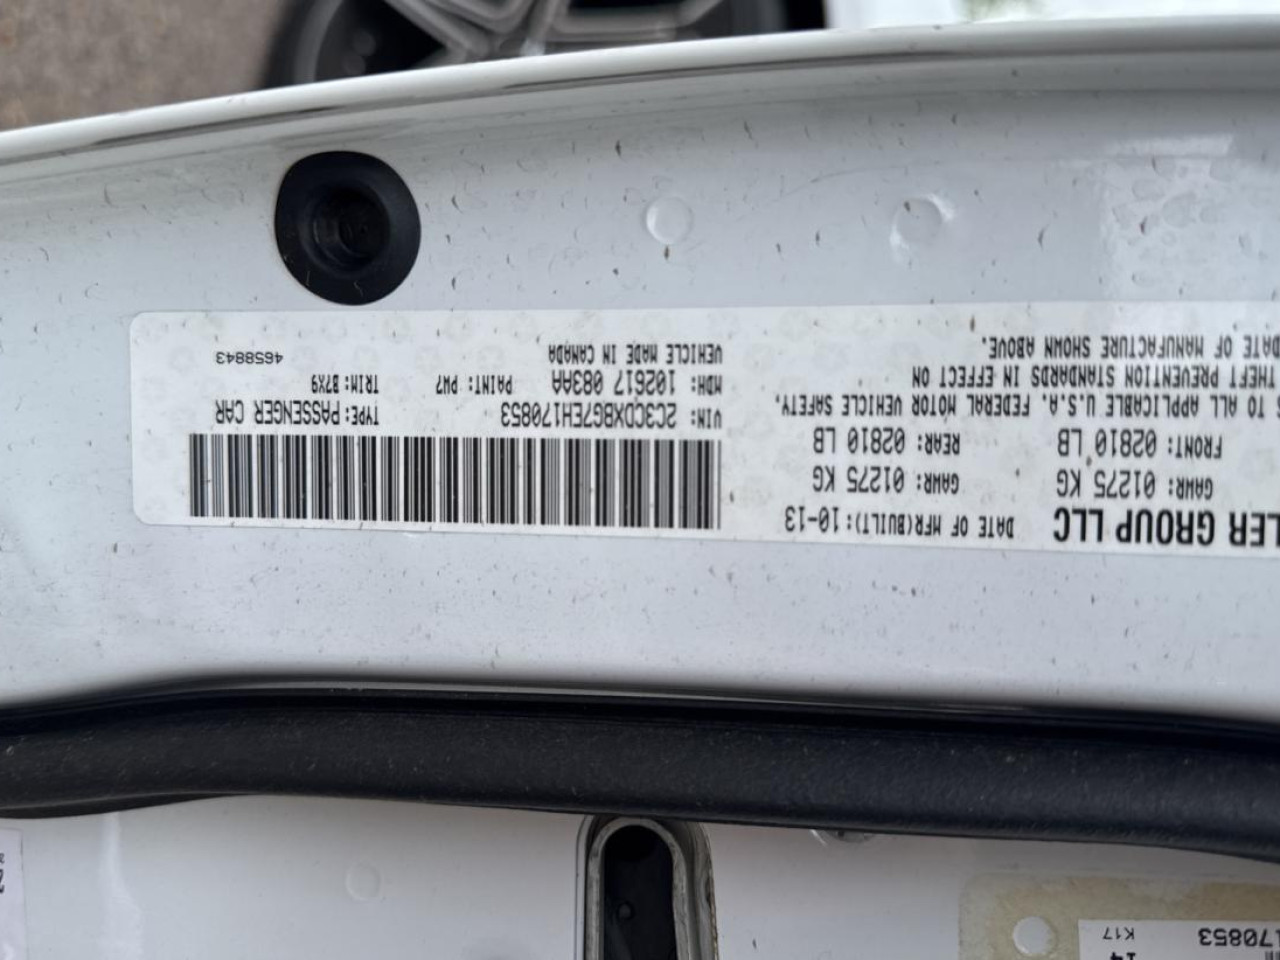 LER GROUP LLC
DATE OF MFR(BUILT):10-13
GAWR: 01275 KG
GAWR: 01275 KG
FRONT: 02810 LB
REAR: 02810 LB
TO ALL APPLICABLE U.S.A. FEDERAL MOTOR VEHICLE SAFETY,
THEFT PREVENTION STANDARDS IN EFFECT ON
DATE OF MANUFACTURE SHOWN ABOVE.
VIN: 2C3CDXBG7EH170853
TYPE: PASSENGER CAR
MDH: 102617 083AA
PAINT: PW7
TRIM: B7X9
VEHICLE MADE IN CANADA
4658843
170853
14
K17